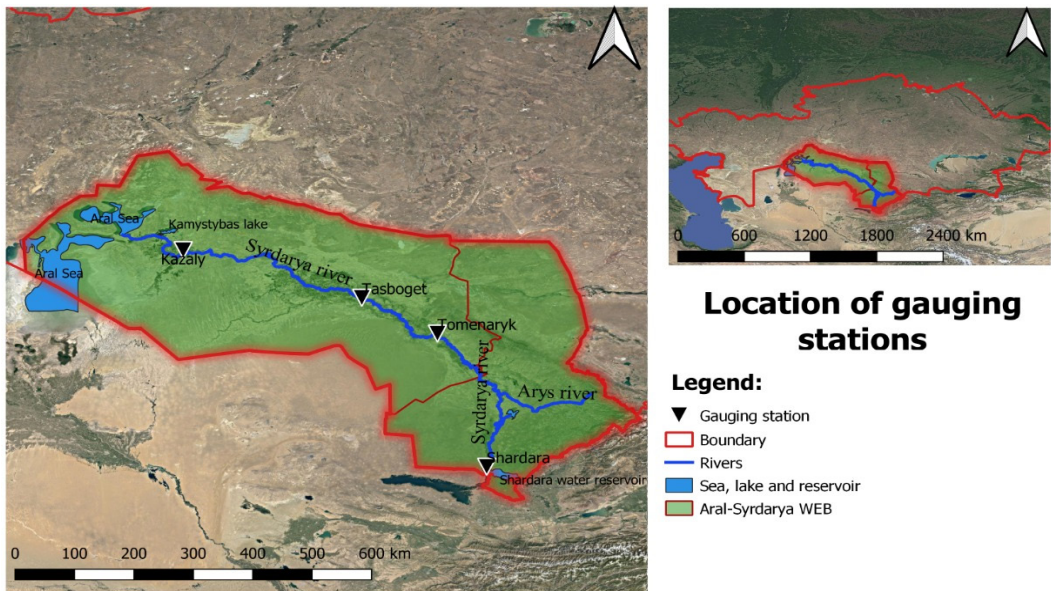 Aral Sea
Kamystybas lake
Aral Sea
Kazaly
Syrdarya river
Tasboget
Tomenaryk
Syrdarya river
Arys river
Shardara
Shardara water reservoir
0 100 200 300 400 500 600 km
0 600 1200 1800 2400 km
Location of gauging
stations
Legend:
Gauging station
Boundary
Rivers
Sea, lake and reservoir
Aral-Syrdarya WEB